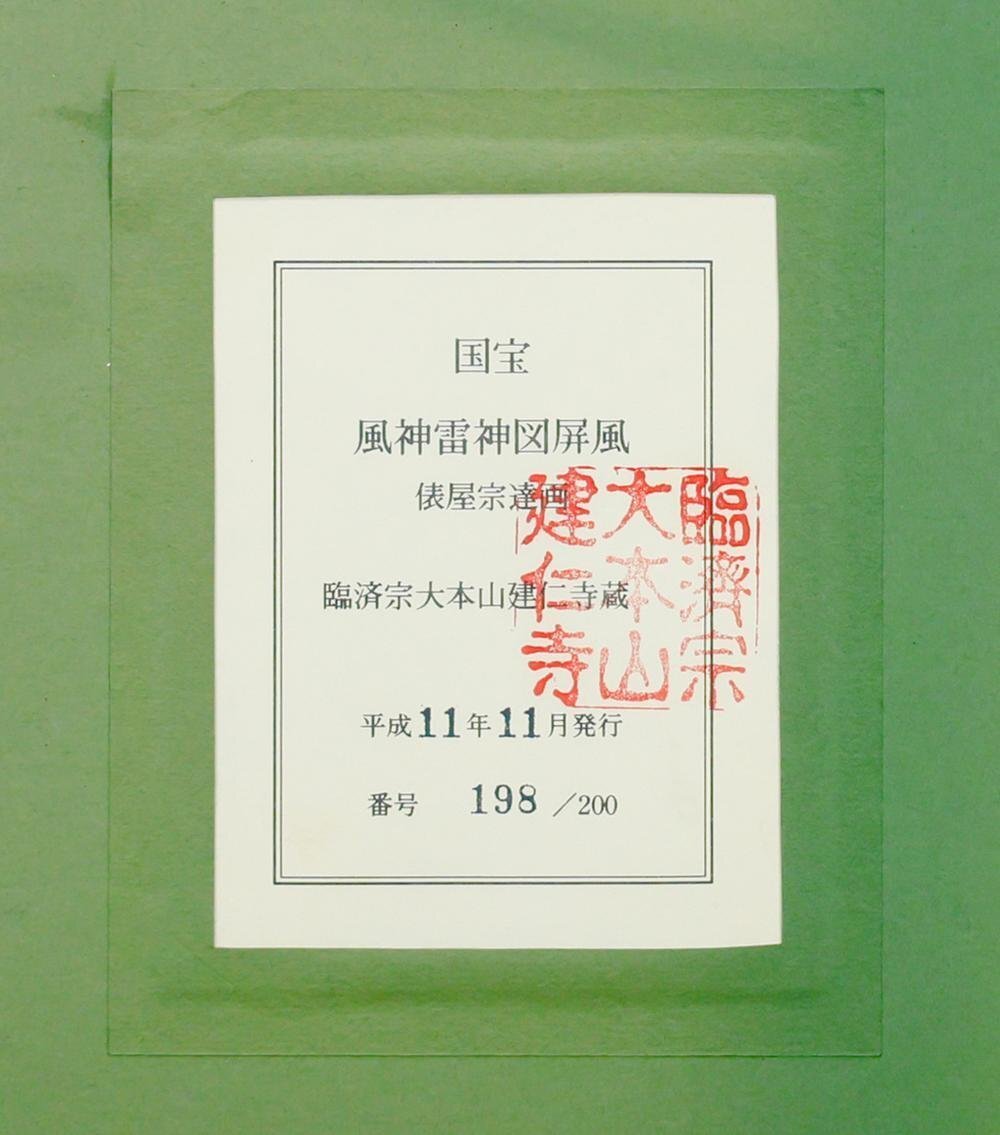 国宝
風神雷神図屏風
俵屋宗達画
臨済宗大本山建仁寺蔵
平成11年11月発行
番号 198 /200
臨濟宗
大本山
建仁寺